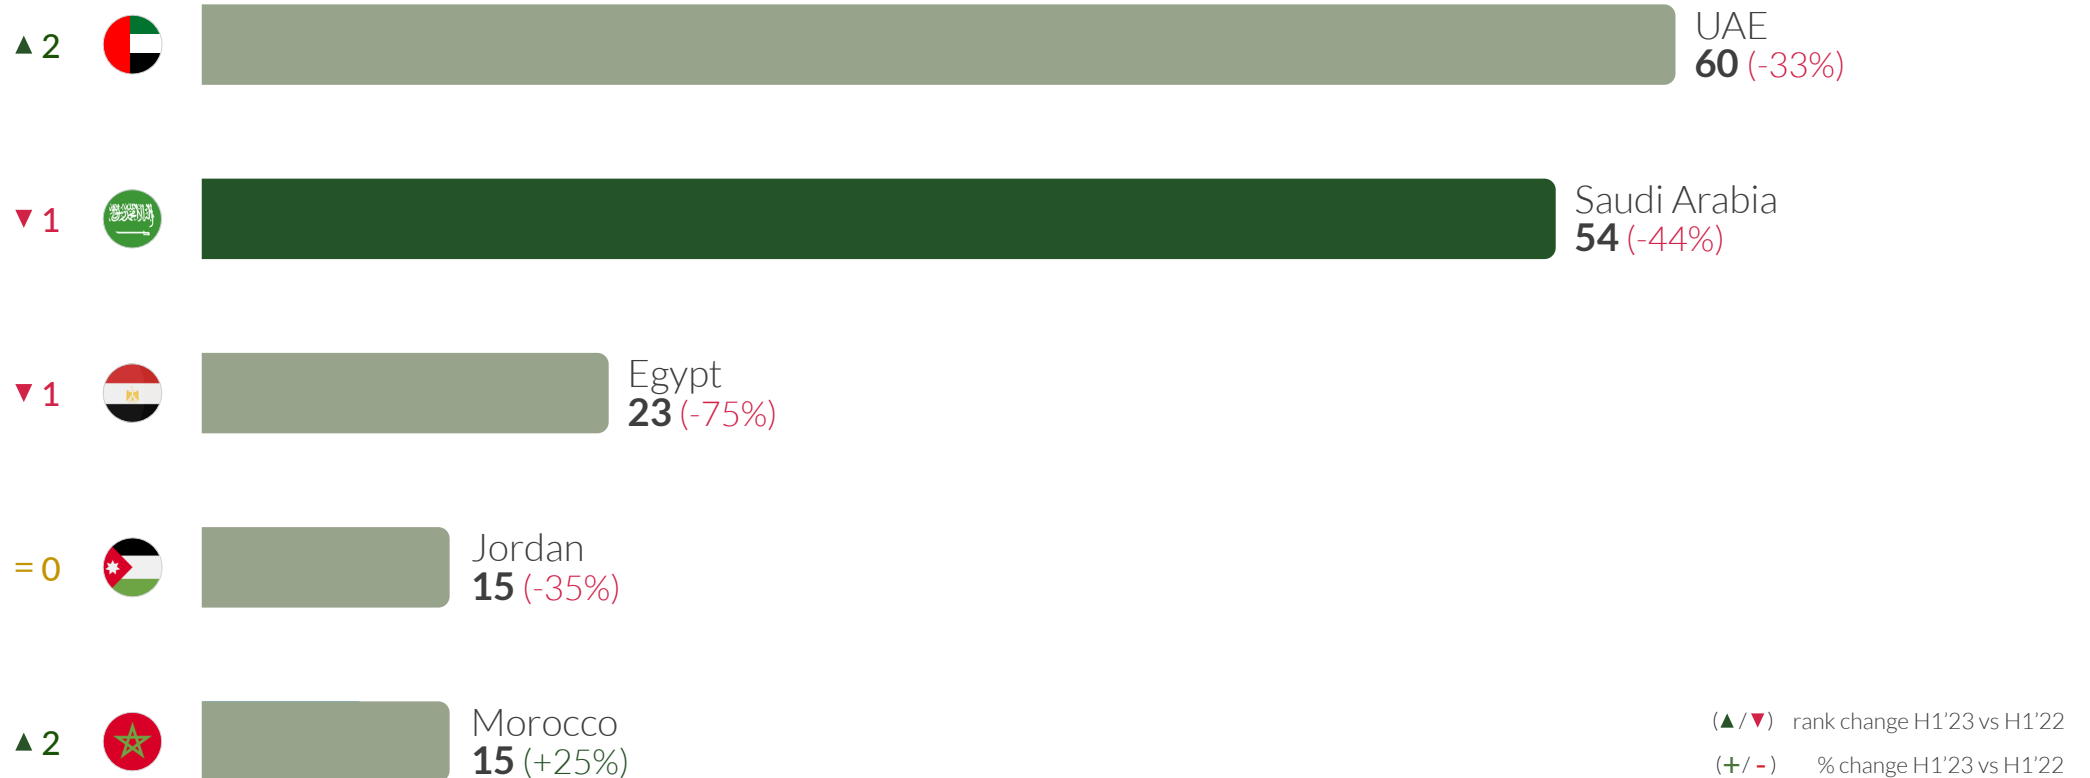 ▲ 2
UAE
60 (-33%)
▼ 1
Saudi Arabia
54 (-44%)
▼ 1
Egypt
23 (-75%)
= 0
Jordan
15 (-35%)
▲ 2
Morocco
15 (+25%)
(▲/▼) rank change H1'23 vs H1'22
(+/-) % change H1'23 vs H1'22